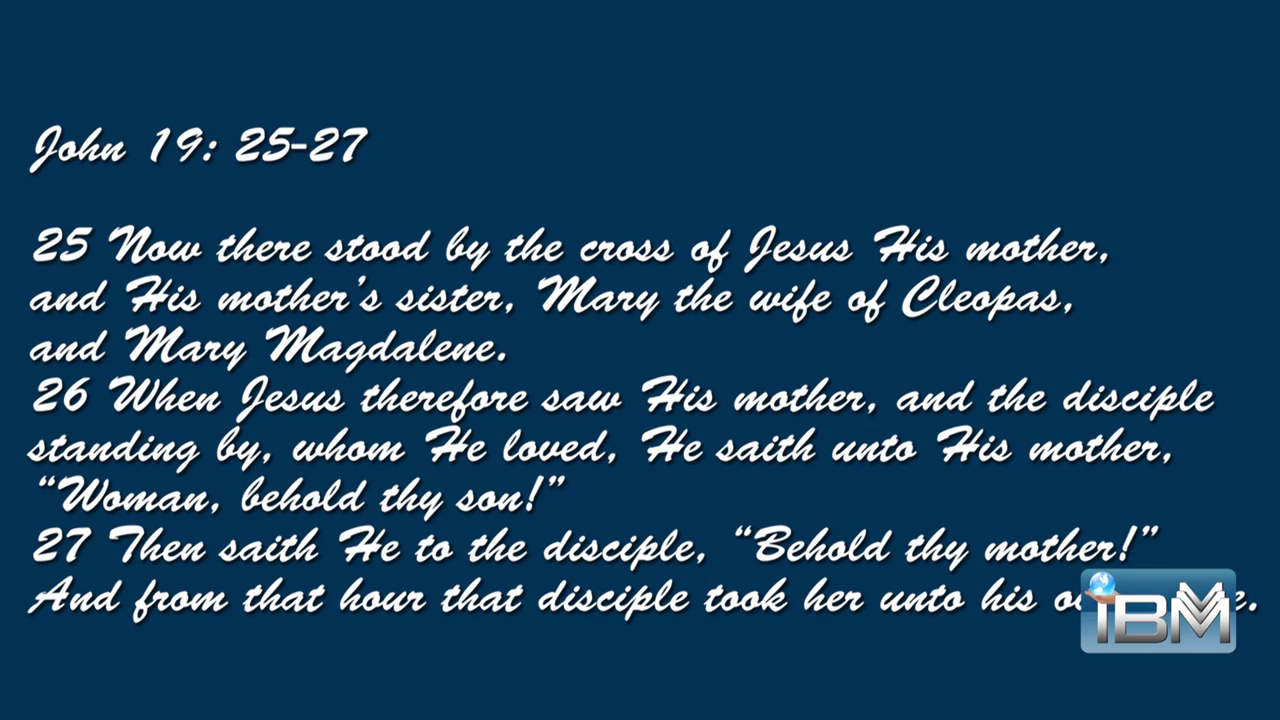 John 19: 25-27
25 Now there stood by the cross of Jesus His mother,
and His mother's sister, Mary the wife of Cleopas,
and Mary Magdalene.
26 When Jesus therefore saw His mother, and the disciple
standing by, whom He loved, He saith unto His mother,
“Woman, behold thy son!”
27 Then saith He to the disciple, “Behold thy mother!”
And from that hour that disciple took her unto his
iBM